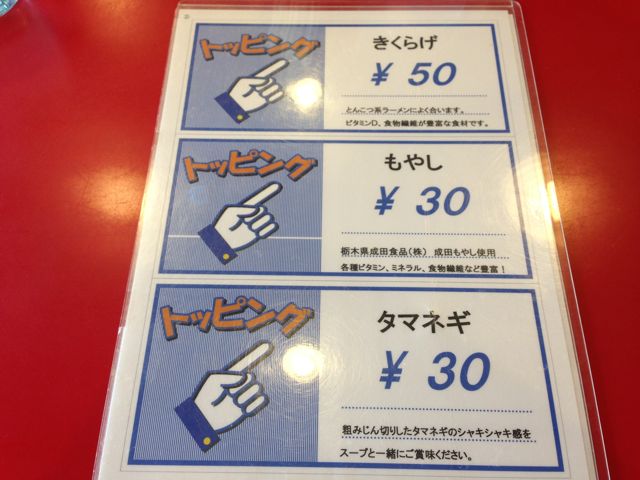 トッピング
きくらげ
¥ 50
とんこつ系ラーメンによく合います。
ビタミンD、食物繊維が豊富な食材です。
トッピング
もやし
¥ 30
栃木県成田食品(株) 成田もやし使用
各種ビタミン、ミネラル、食物繊維など豊富!
トッピング
タマネギ
¥ 30
粗みじん切りしたタマネギのシャキシャキ感を
スープと一緒にご賞味ください。